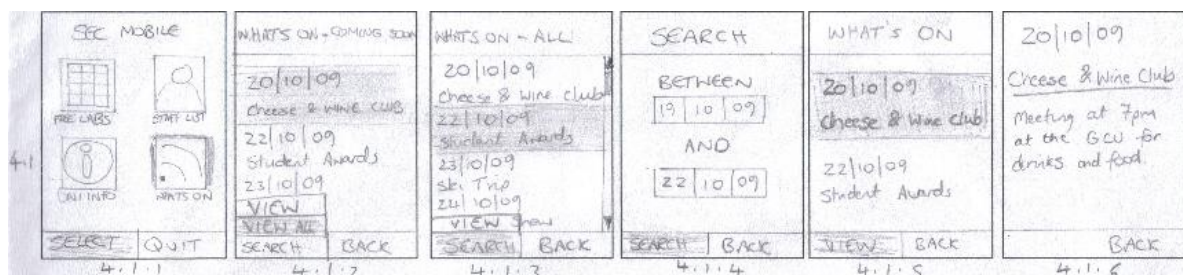 4.1
SEC MOBILE
PRE LABS
STAFF LIST
UNI INFO
WATS ON
SELECT
QUIT
4.1.1
WHAT'S ON - COMING SOON
20/10/09
Cheese & WINE CLUB
22/10/09
Student Awards
23/10/09
VIEW
VIEW ALL
SEARCH
BACK
4.1.2
WHATS ON - ALL
20/10/09
Cheese & Wine Club
22/10/09
Student Awards
23/10/09
Ski Trip
24/10/09
VIEW Show
SEARCH
BACK
4.1.3
SEARCH
BETWEEN
19 10 09
AND
22 10 09
SEARCH
BACK
4.1.4
WHAT'S ON
20/10/09
Cheese & Wine Club
22/10/09
Student Awards
VIEW
BACK
4.1.5
20/10/09
Cheese & Wine Club
Meeting at 7pm
at the GCU for
drinks and food.
BACK
4.1.6